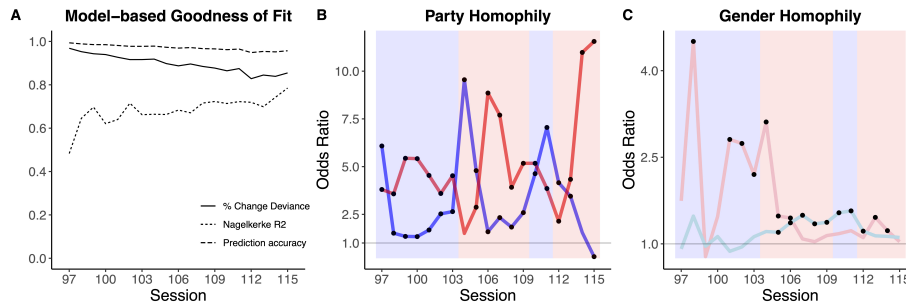 A
Model-based Goodness of Fit
1.0
0.8
0.6
0.4
0.2
0.0
% Change Deviance
Nagelkerke R2
Prediction accuracy
97 100 103 106 109 112 115
Session
B
Party Homophily
Odds Ratio
10.0
7.5
5.0
2.5
1.0
97 100 103 106 109 112 115
Session
C
Gender Homophily
Odds Ratio
4.0
2.5
1.0
97 100 103 106 109 112 115
Session